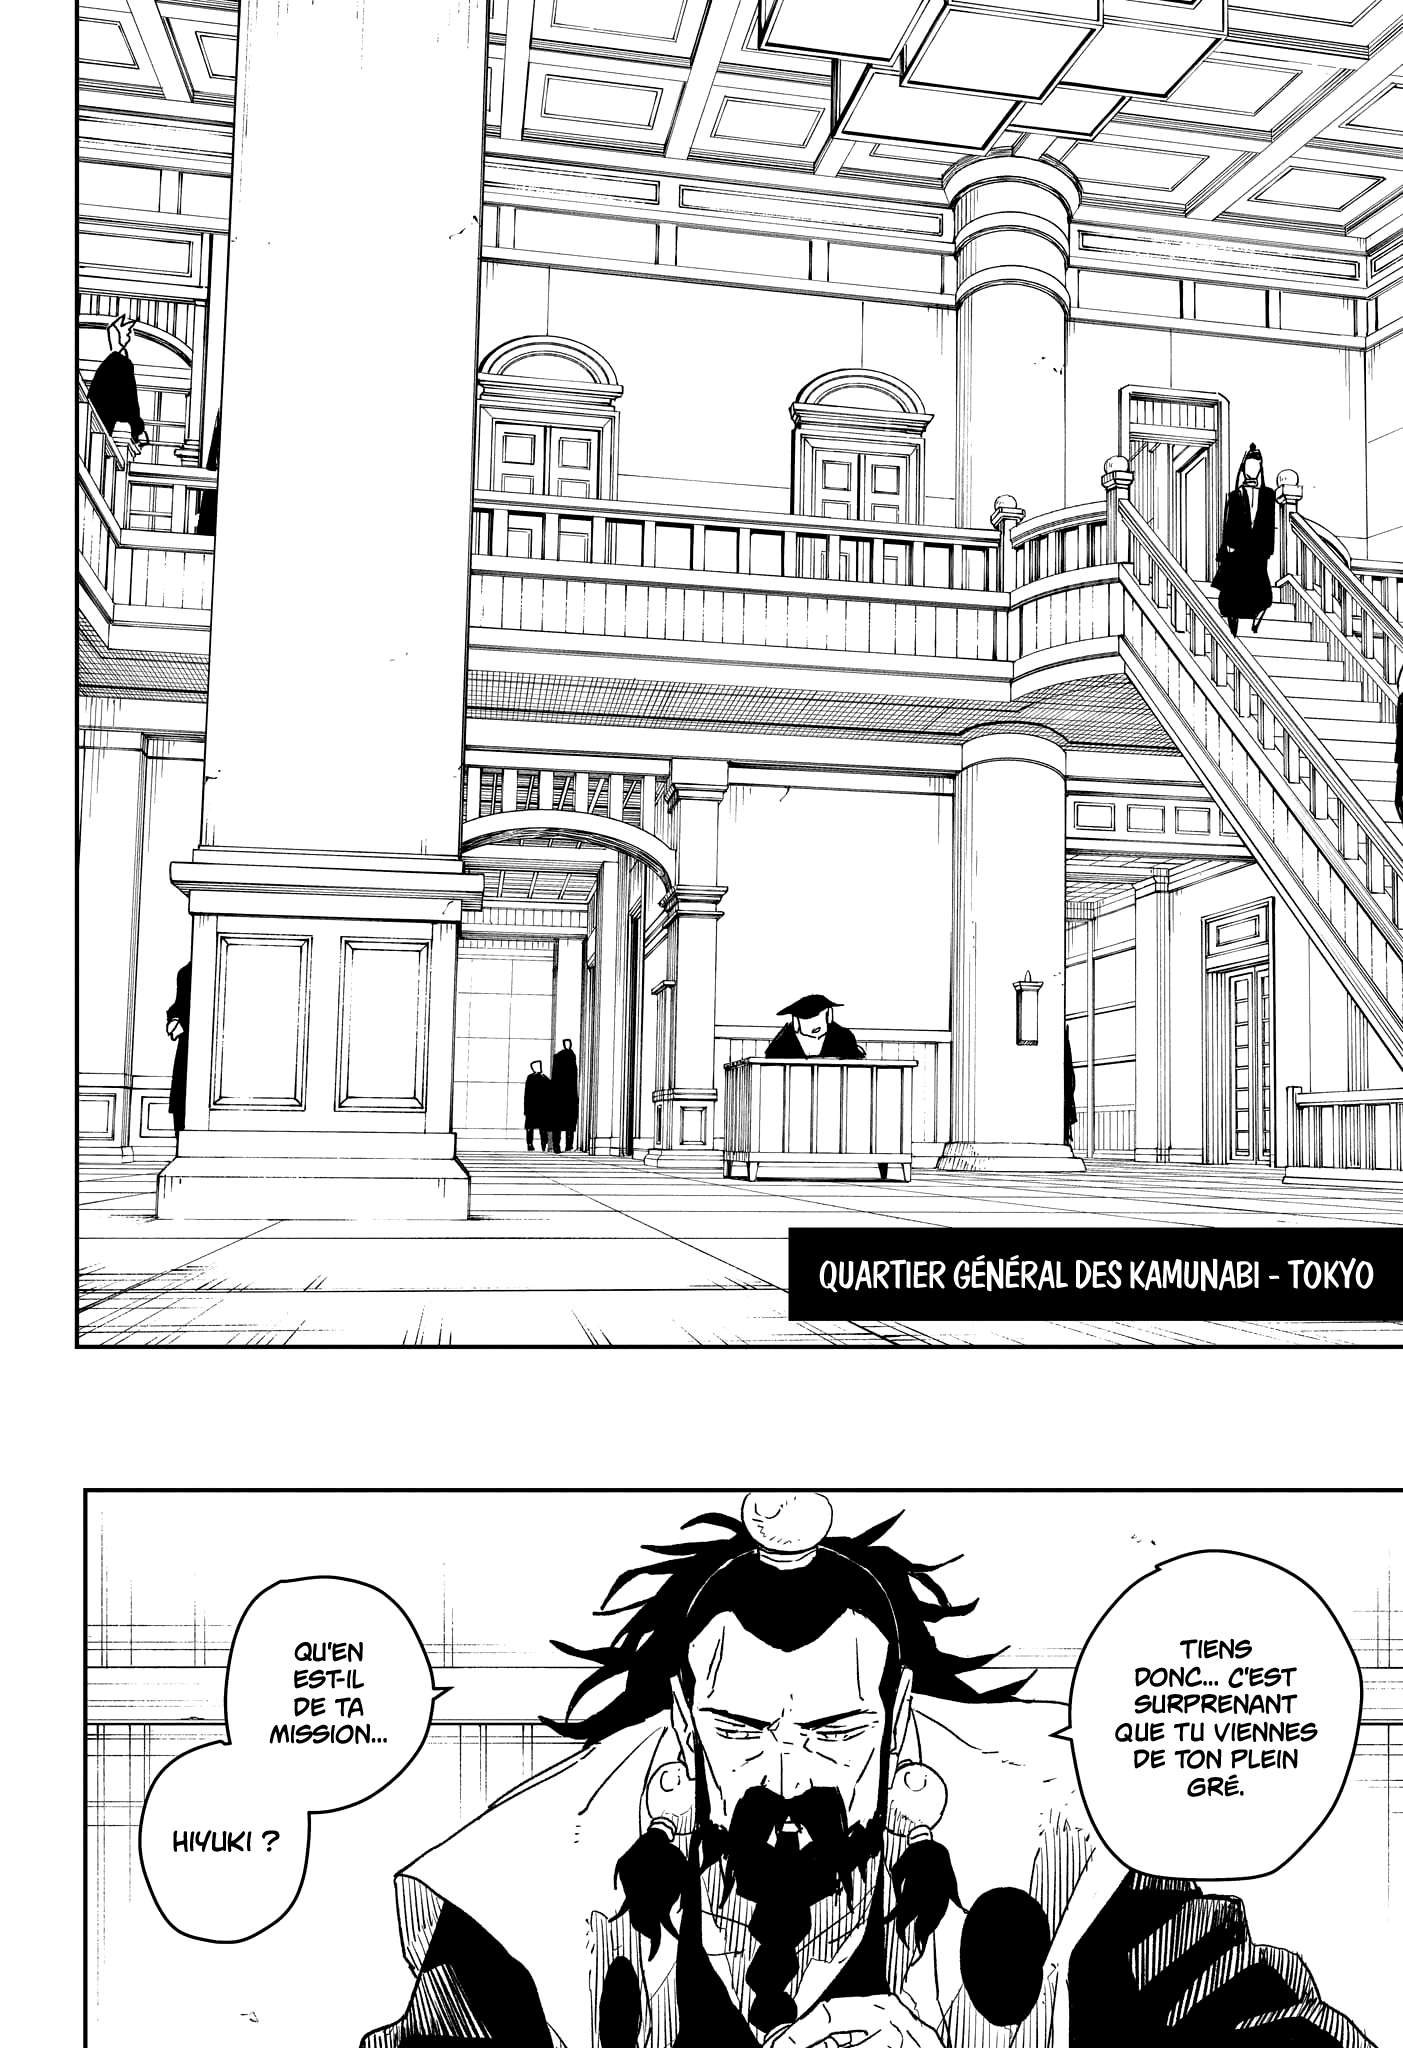 QUARTIER GÉNÉRAL DES KAMUNABI - TOKYO
TIENS
DONC... C'EST
SURPRENANT
QUE TU VIENNES
DE TON PLEIN
GRÉ.
QU'EN
EST-IL
DE TA
MISSION...
HIYUKI ?